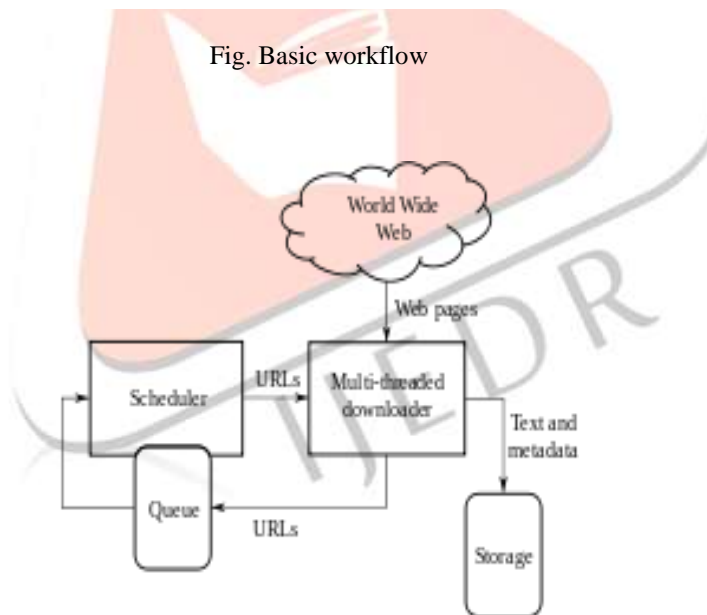 Fig. Basic workflow
World Wide
Web
Web pages
Scheduler
URLs
Multi-threaded
downloader
Text and
metadata
Queue
URLs
Storage
IJEDR